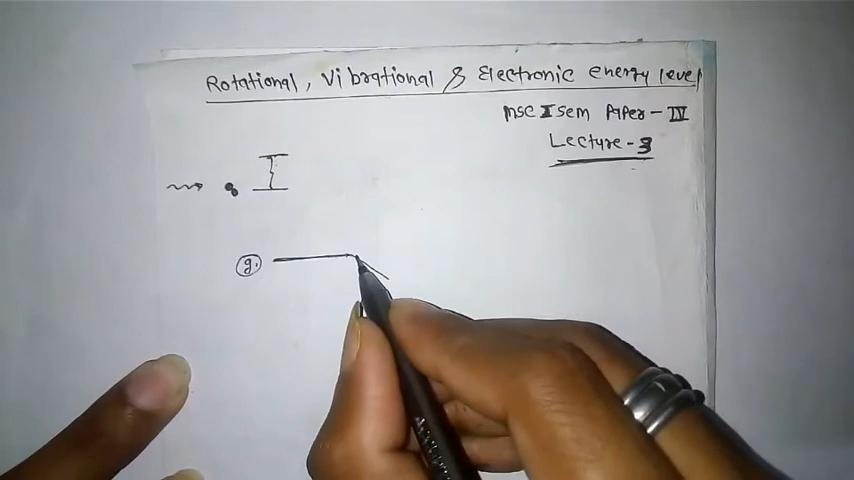 Rotational, Vibrational & Electronic energy level
MSC I sem Paper - IV
Lecture - 3
g.